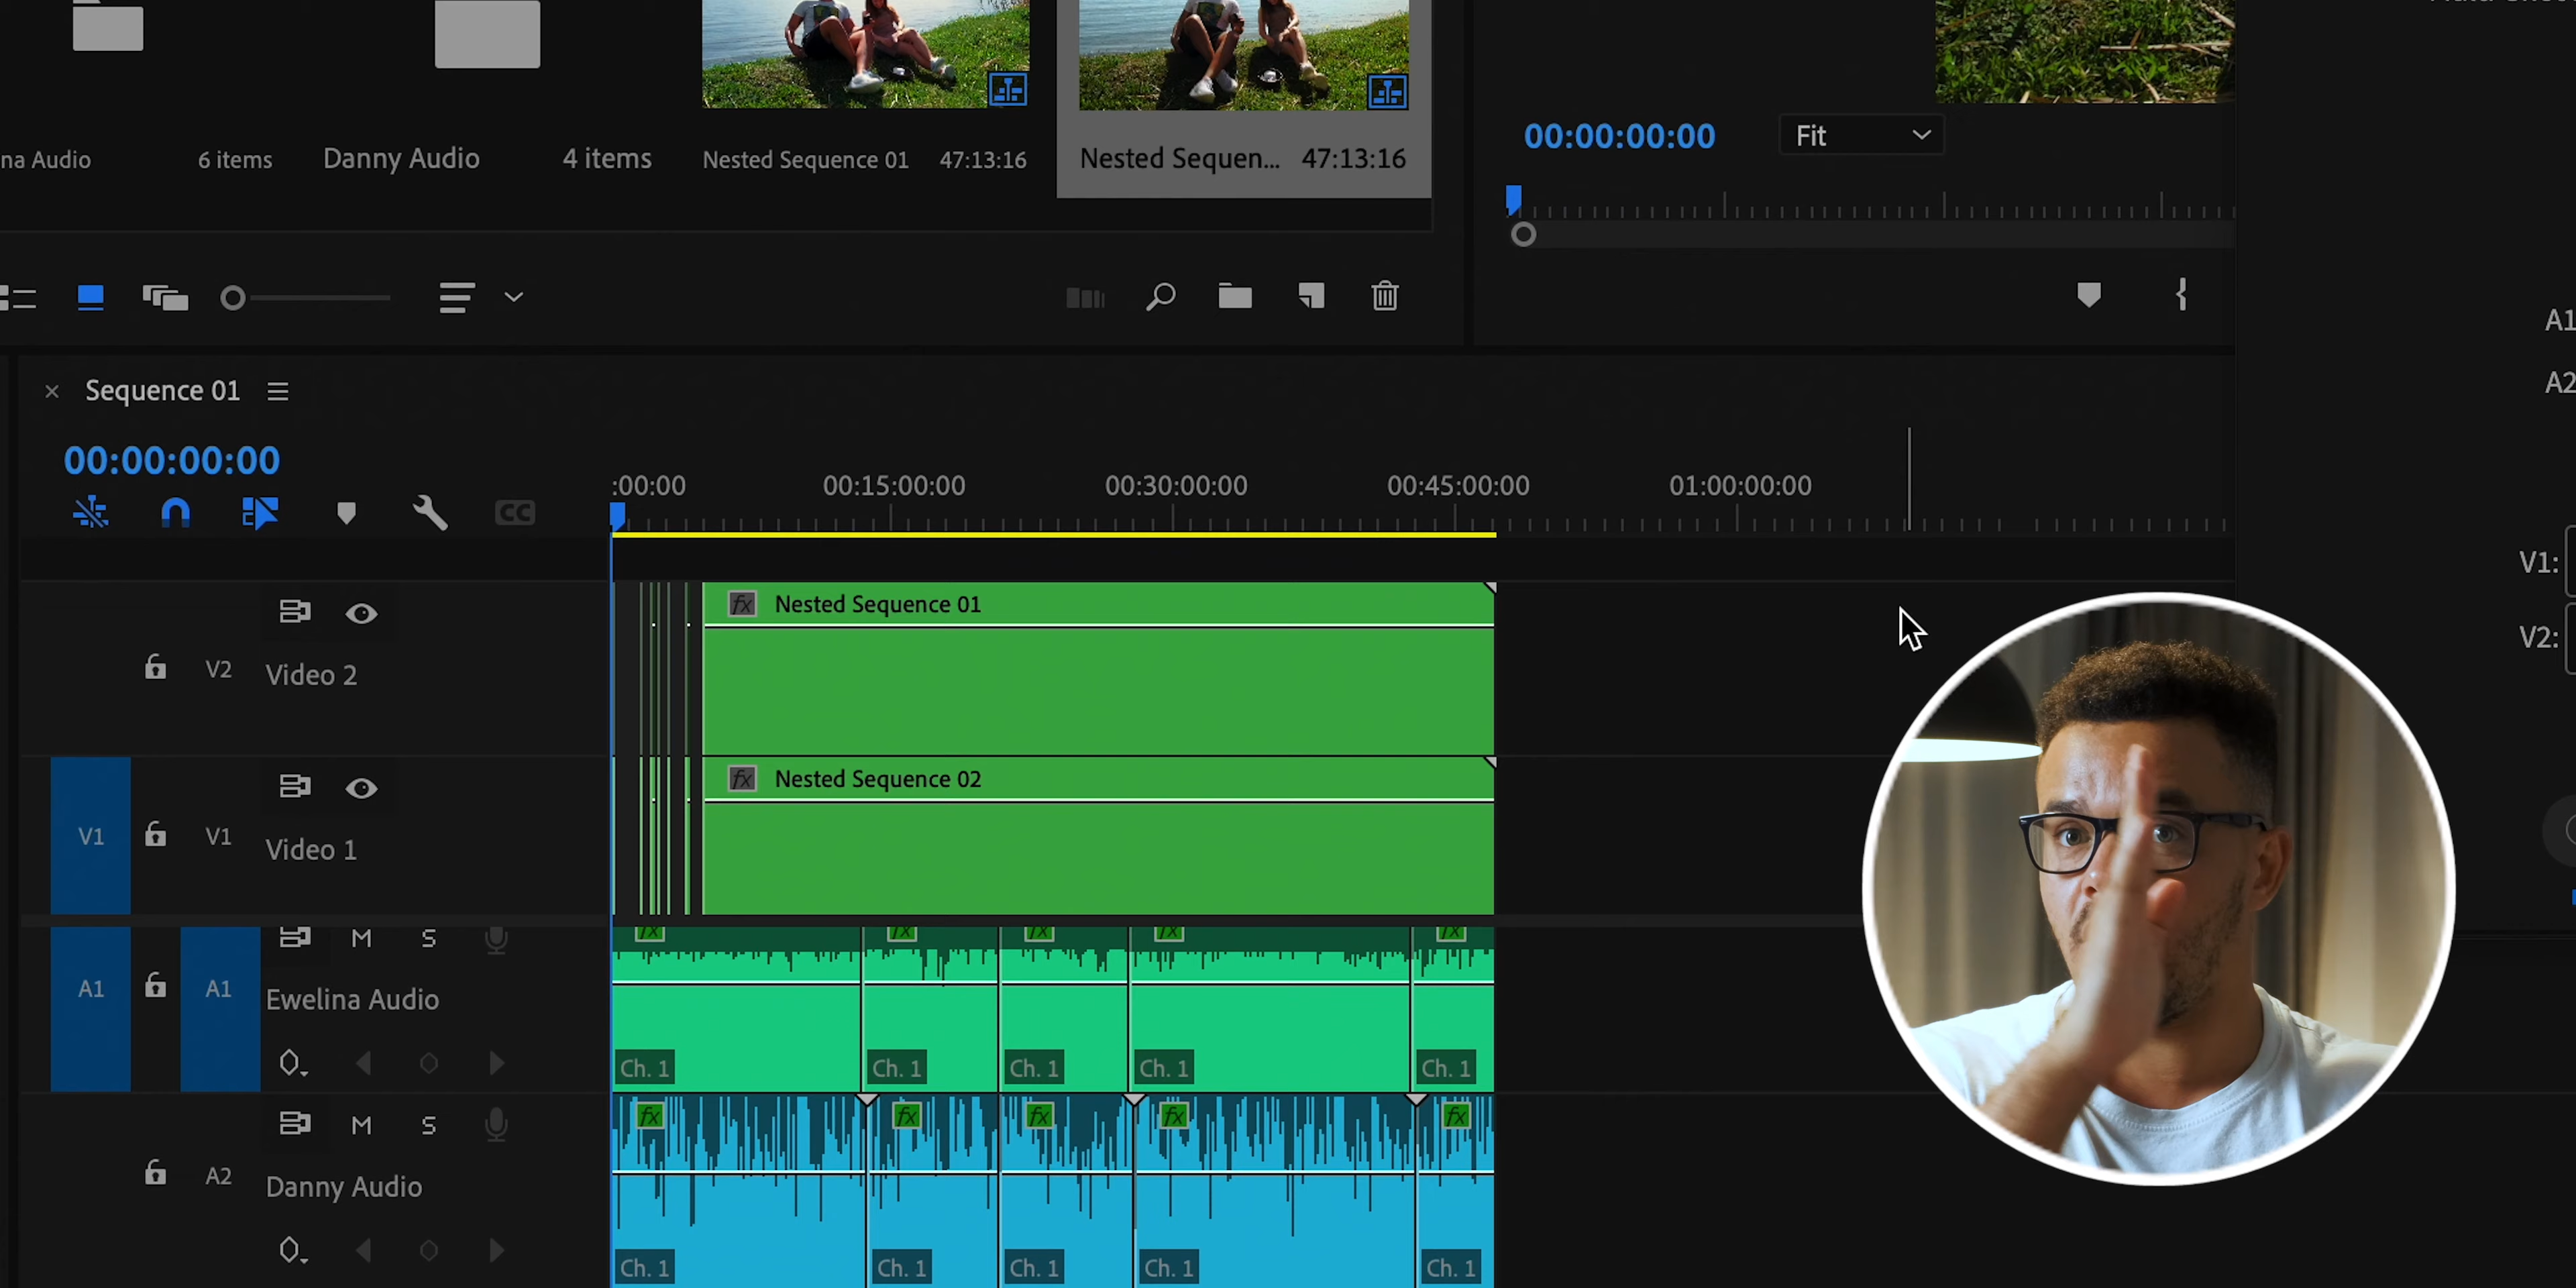 na Audio 6 items Danny Audio 4 items Nested Sequence 01 47:13:16 Nested Sequen... 47:13:16
00:00:00:00 Fit
A1
A2
Sequence 01
00:00:00:00
CC
:00:00 00:15:00:00 00:30:00:00 00:45:00:00 01:00:00:00
V1:
V2:
fx Nested Sequence 01
V2 Video 2
fx Nested Sequence 02
V1 V1 Video 1
M S fx fx fx fx fx
A1 A1 Ewelina Audio
Ch. 1 Ch. 1 Ch. 1 Ch. 1 Ch. 1
M S fx fx fx fx fx
A2 Danny Audio
Ch. 1 Ch. 1 Ch. 1 Ch. 1 Ch. 1